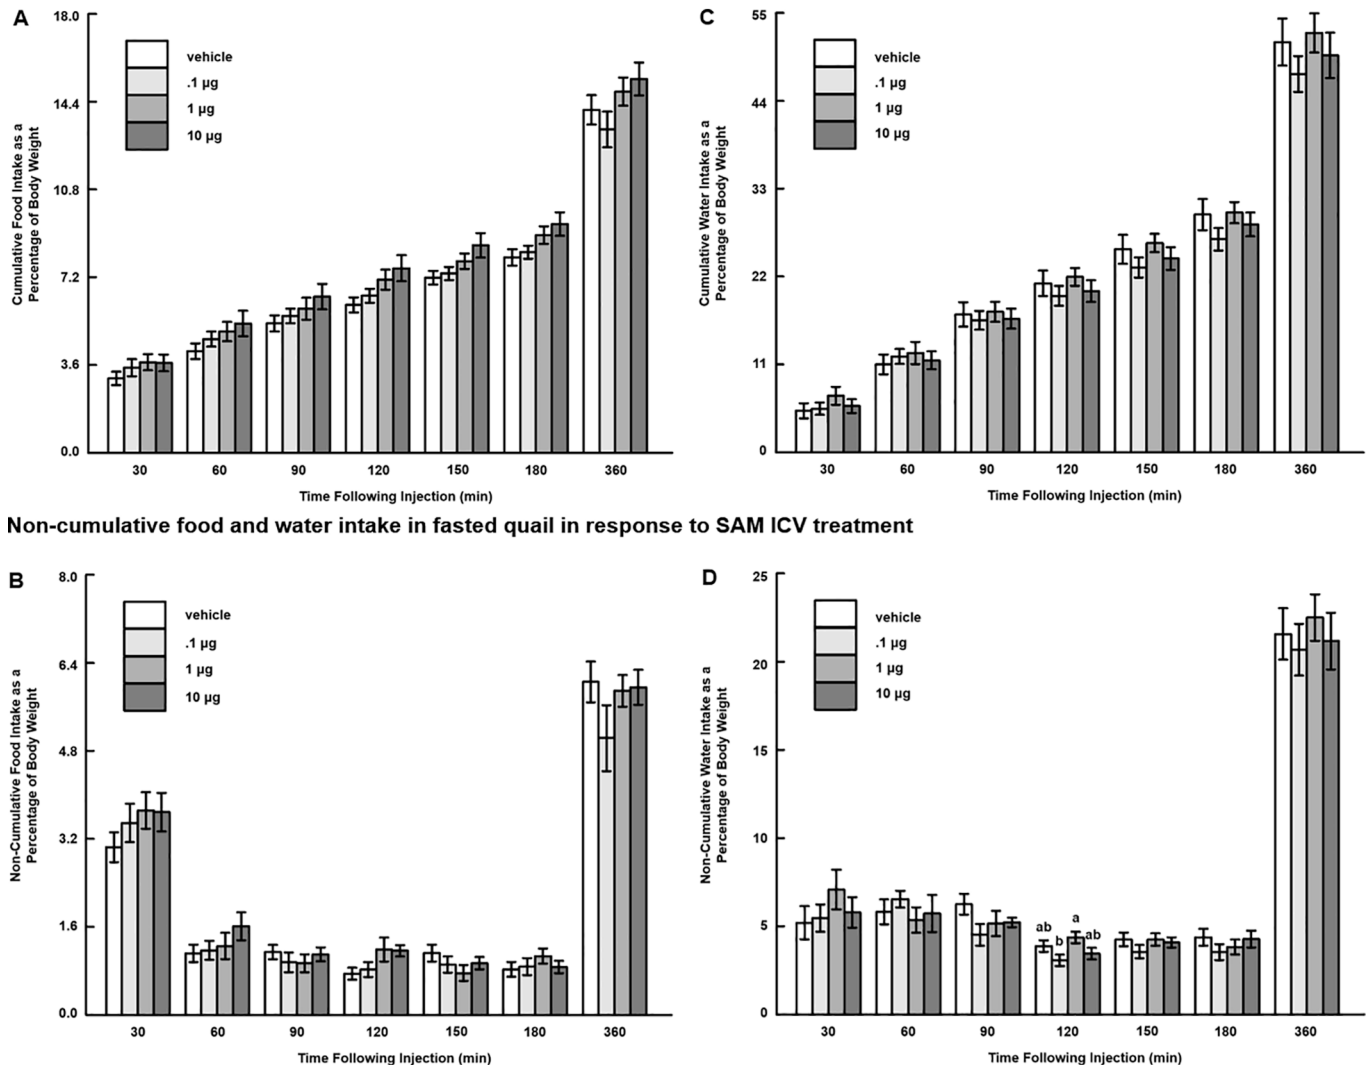 A
18.0
14.4
10.8
7.2
3.6
0.0
Cumulative Food Intake as a
Percentage of Body Weight
vehicle
.1 µg
1 µg
10 µg
30 60 90 120 150 180 360
Time Following Injection (min)
C
55
44
33
22
11
0
Cumulative Water Intake as a
Percentage of Body Weight
vehicle
.1 µg
1 µg
10 µg
30 60 90 120 150 180 360
Time Following Injection (min)
Non-cumulative food and water intake in fasted quail in response to SAM ICV treatment
B
8.0
6.4
4.8
3.2
1.6
0.0
Non-Cumulative Food Intake as a
Percentage of Body Weight
vehicle
.1 µg
1 µg
10 µg
30 60 90 120 150 180 360
Time Following Injection (min)
D
25
20
15
10
5
0
Non-Cumulative Water Intake as a
Percentage of Body Weight
vehicle
.1 µg
1 µg
10 µg
ab b a ab
30 60 90 120 150 180 360
Time Following Injection (min)